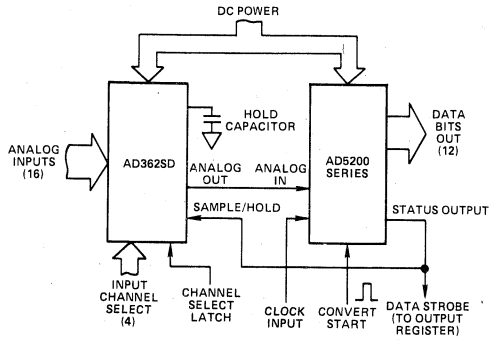 DC POWER
HOLD
CAPACITOR
ANALOG
INPUTS
(16)
AD362SD
ANALOG
OUT
ANALOG
IN
AD5200
SERIES
DATA
BITS
OUT
(12)
SAMPLE/HOLD
STATUS OUTPUT
INPUT
CHANNEL
SELECT
(4)
CHANNEL
SELECT
LATCH
CLOCK
INPUT
CONVERT
START
DATA STROBE
(TO OUTPUT
REGISTER)